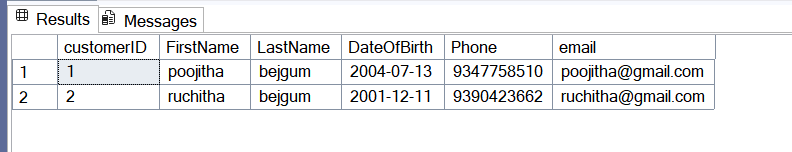 Results Messages
customerID FirstName LastName DateOfBirth Phone email
1 1 poojitha bejgum 2004-07-13 9347758510 poojitha@gmail.com
2 2 ruchitha bejgum 2001-12-11 9390423662 ruchitha@gmail.com